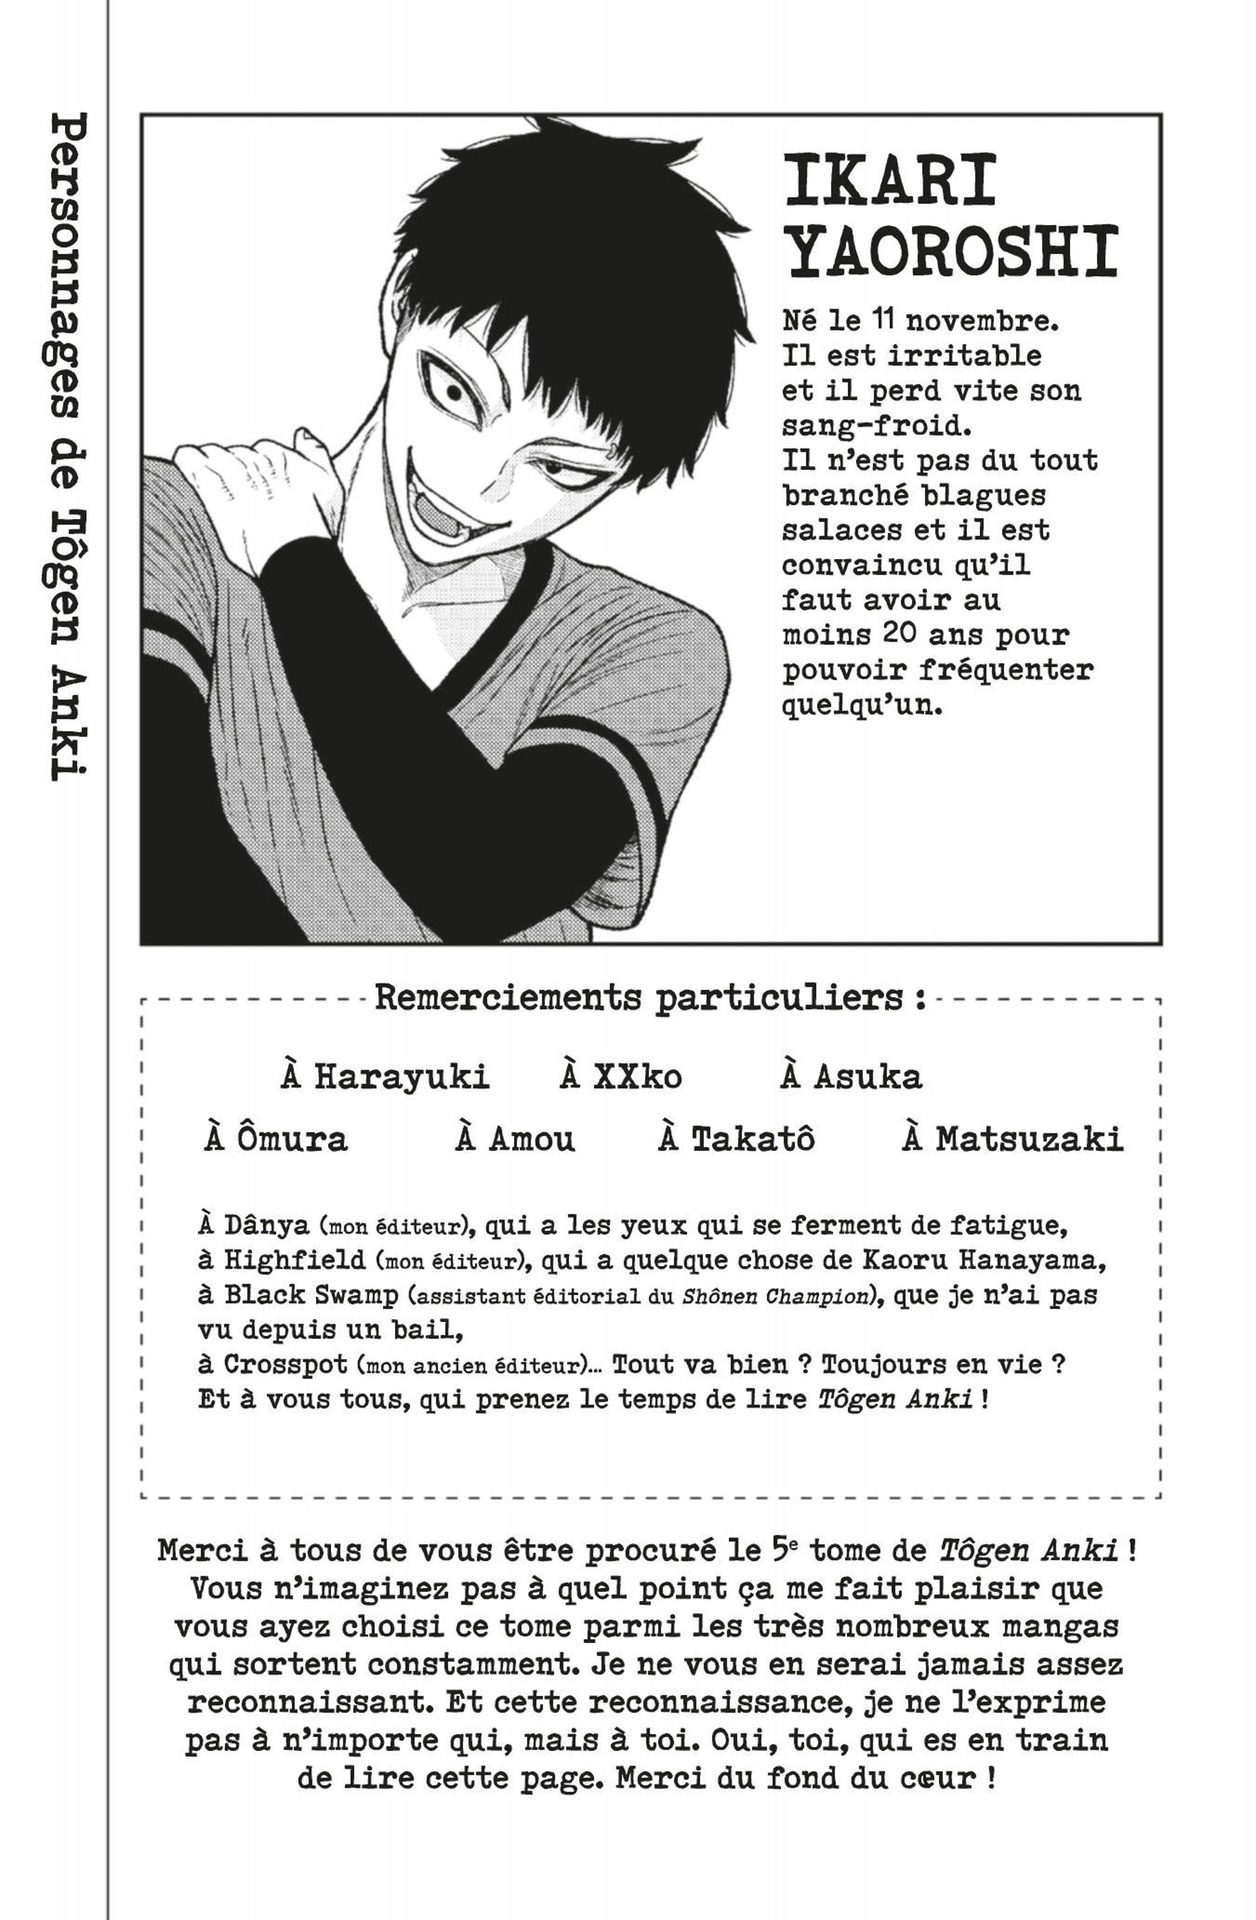 Personnages de Tôgen Anki
IKARI
YAOROSHI
Né le 11 novembre.
Il est irritable
et il perd vite son
sang-froid.
Il n’est pas du tout
branché blagues
salaces et il est
convaincu qu’il
faut avoir au
moins 20 ans pour
pouvoir fréquenter
quelqu’un.
Remerciements particuliers :
À Harayuki À XXko À Asuka
À Ômura À Amou À Takatô À Matsuzaki
À Dânya (mon éditeur), qui a les yeux qui se ferment de fatigue,
à Highfield (mon éditeur), qui a quelque chose de Kaoru Hanayama,
à Black Swamp (assistant éditorial du Shônen Champion), que je n’ai pas
vu depuis un bail,
à Crosspot (mon ancien éditeur)… Tout va bien ? Toujours en vie ?
Et à vous tous, qui prenez le temps de lire Tôgen Anki !
Merci à tous de vous être procuré le 5e tome de Tôgen Anki !
Vous n’imaginez pas à quel point ça me fait plaisir que
vous ayez choisi ce tome parmi les très nombreux mangas
qui sortent constamment. Je ne vous en serai jamais assez
reconnaissant. Et cette reconnaissance, je ne l’exprime
pas à n’importe qui, mais à toi. Oui, toi, qui es en train
de lire cette page. Merci du fond du cœur !